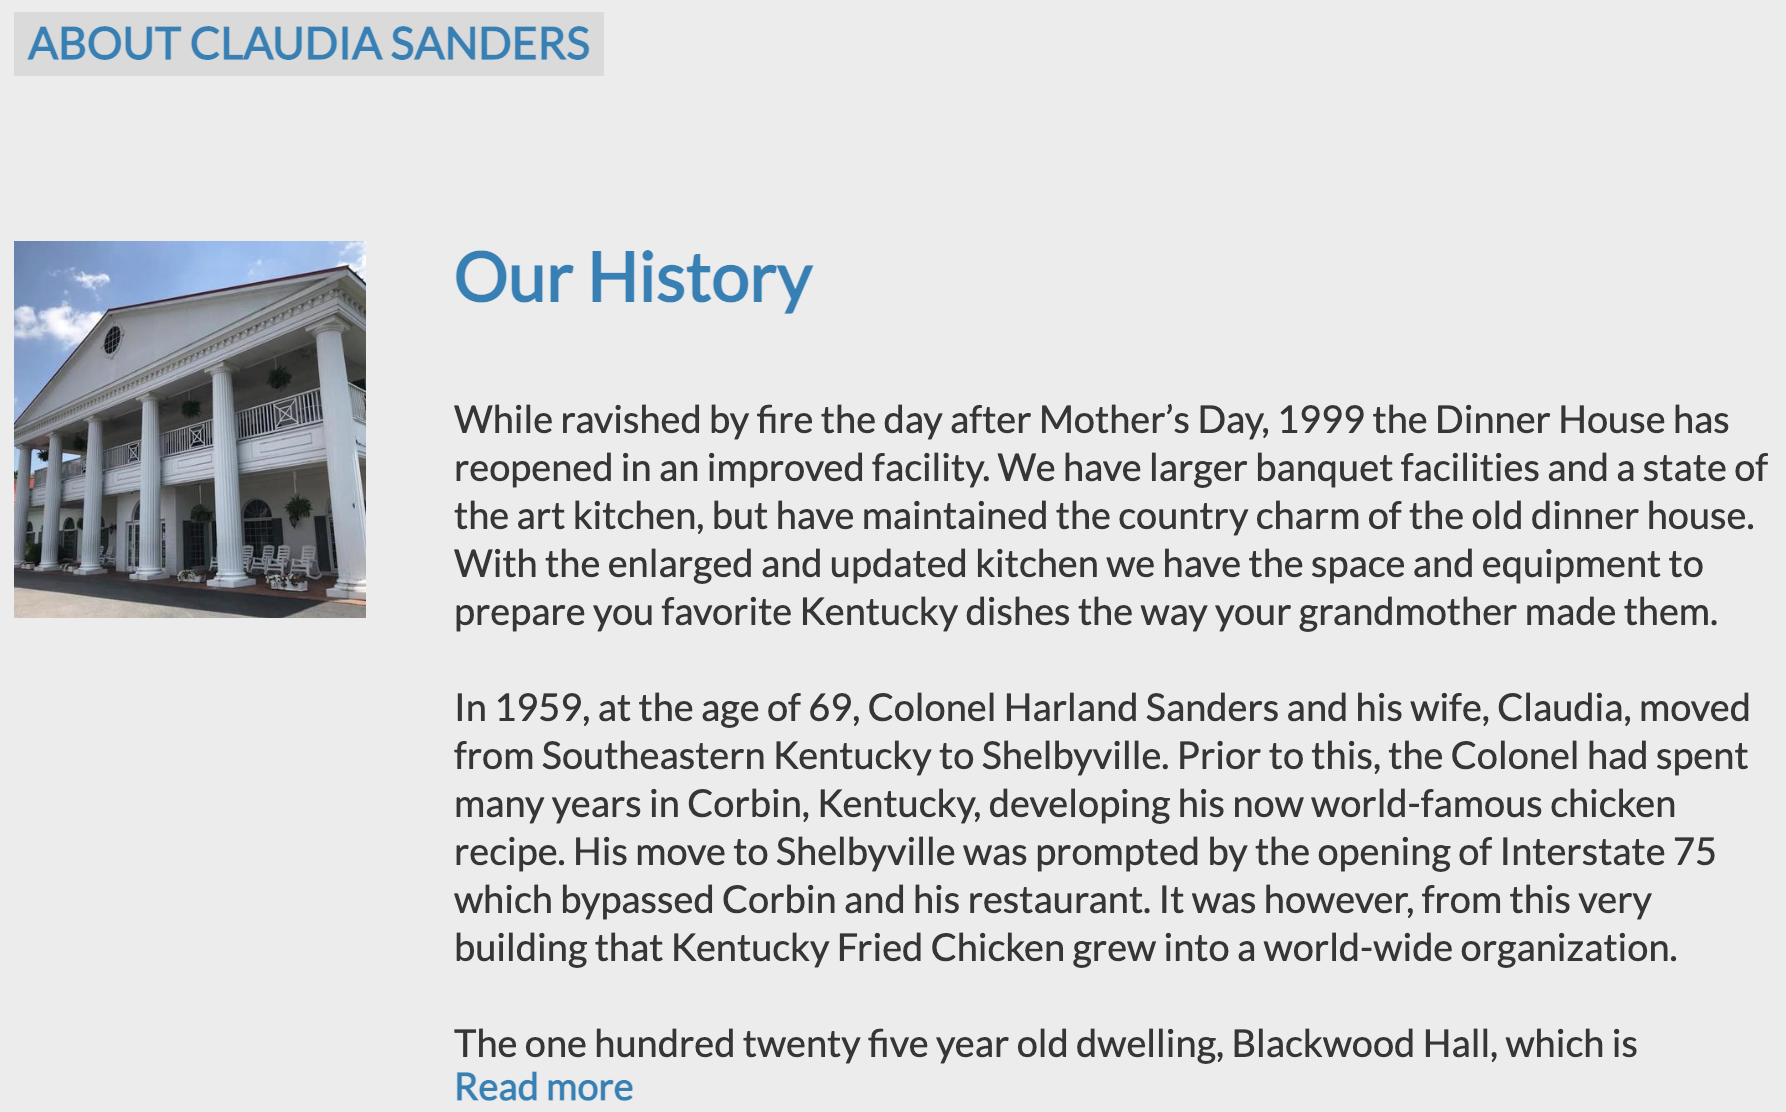 ABOUT CLAUDIA SANDERS
Our History
While ravished by fire the day after Mother’s Day, 1999 the Dinner House has
reopened in an improved facility. We have larger banquet facilities and a state of
the art kitchen, but have maintained the country charm of the old dinner house.
With the enlarged and updated kitchen we have the space and equipment to
prepare you favorite Kentucky dishes the way your grandmother made them.
In 1959, at the age of 69, Colonel Harland Sanders and his wife, Claudia, moved
from Southeastern Kentucky to Shelbyville. Prior to this, the Colonel had spent
many years in Corbin, Kentucky, developing his now world-famous chicken
recipe. His move to Shelbyville was prompted by the opening of Interstate 75
which bypassed Corbin and his restaurant. It was however, from this very
building that Kentucky Fried Chicken grew into a world-wide organization.
The one hundred twenty five year old dwelling, Blackwood Hall, which is
Read more